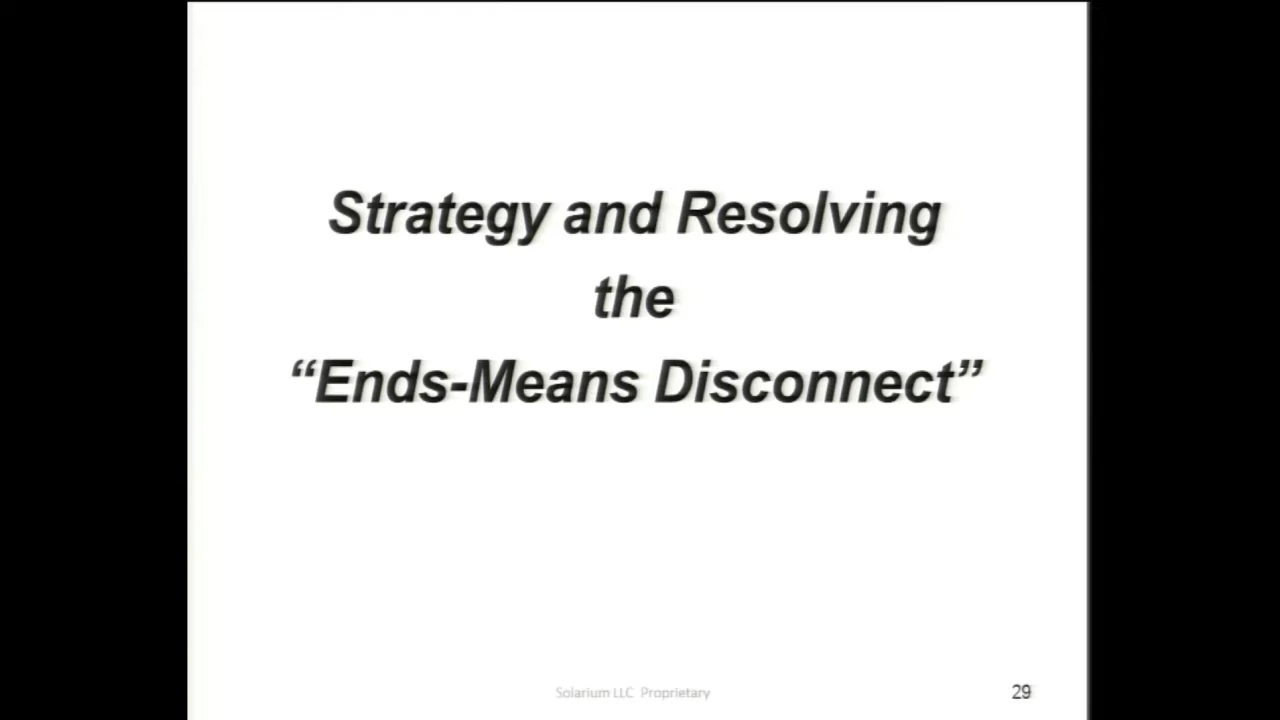 Strategy and Resolving
the
“Ends-Means Disconnect”
Solarium LLC Proprietary
29